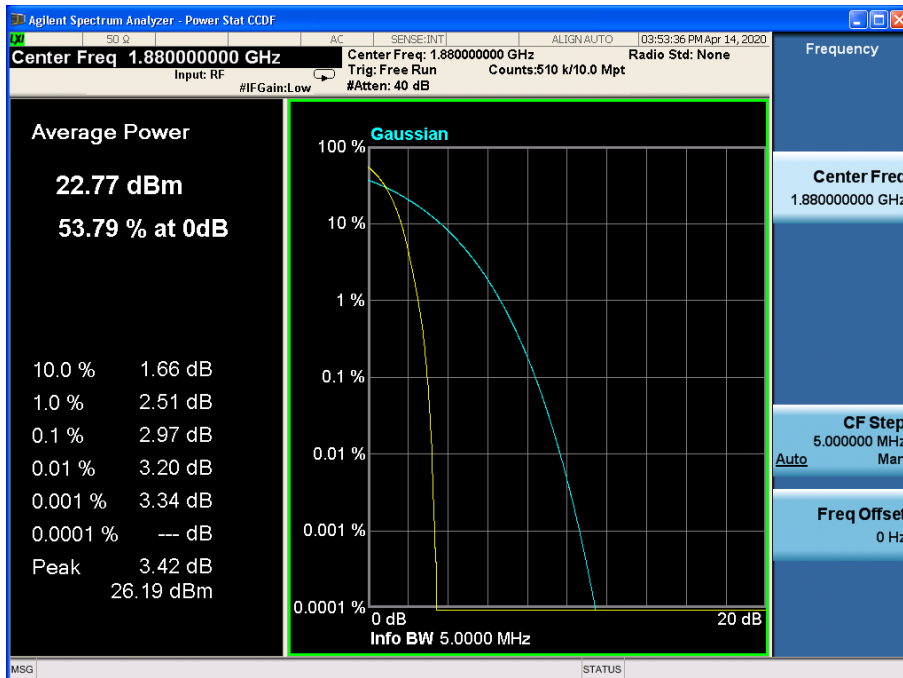 Agilent Spectrum Analyzer - Power Stat CCDF
LXI 50 Ω AC SENSE:INT ALIGN AUTO 03:53:36 PM Apr 14, 2020
Center Freq 1.880000000 GHz
Input: RF
#IFGain:Low
Center Freq: 1.880000000 GHz Radio Std: None
Trig: Free Run Counts:510 k/10.0 Mpt
#Atten: 40 dB
Average Power
22.77 dBm
53.79 % at 0dB
10.0 % 1.66 dB
1.0 % 2.51 dB
0.1 % 2.97 dB
0.01 % 3.20 dB
0.001 % 3.34 dB
0.0001 % --- dB
Peak 3.42 dB
26.19 dBm
Gaussian
100 %
10 %
1 %
0.1 %
0.01 %
0.001 %
0.0001 %
0 dB 20 dB
Info BW 5.0000 MHz
Frequency
Center Freq
1.880000000 GHz
CF Step
5.000000 MHz
Auto Man
Freq Offset
0 Hz
MSG STATUS